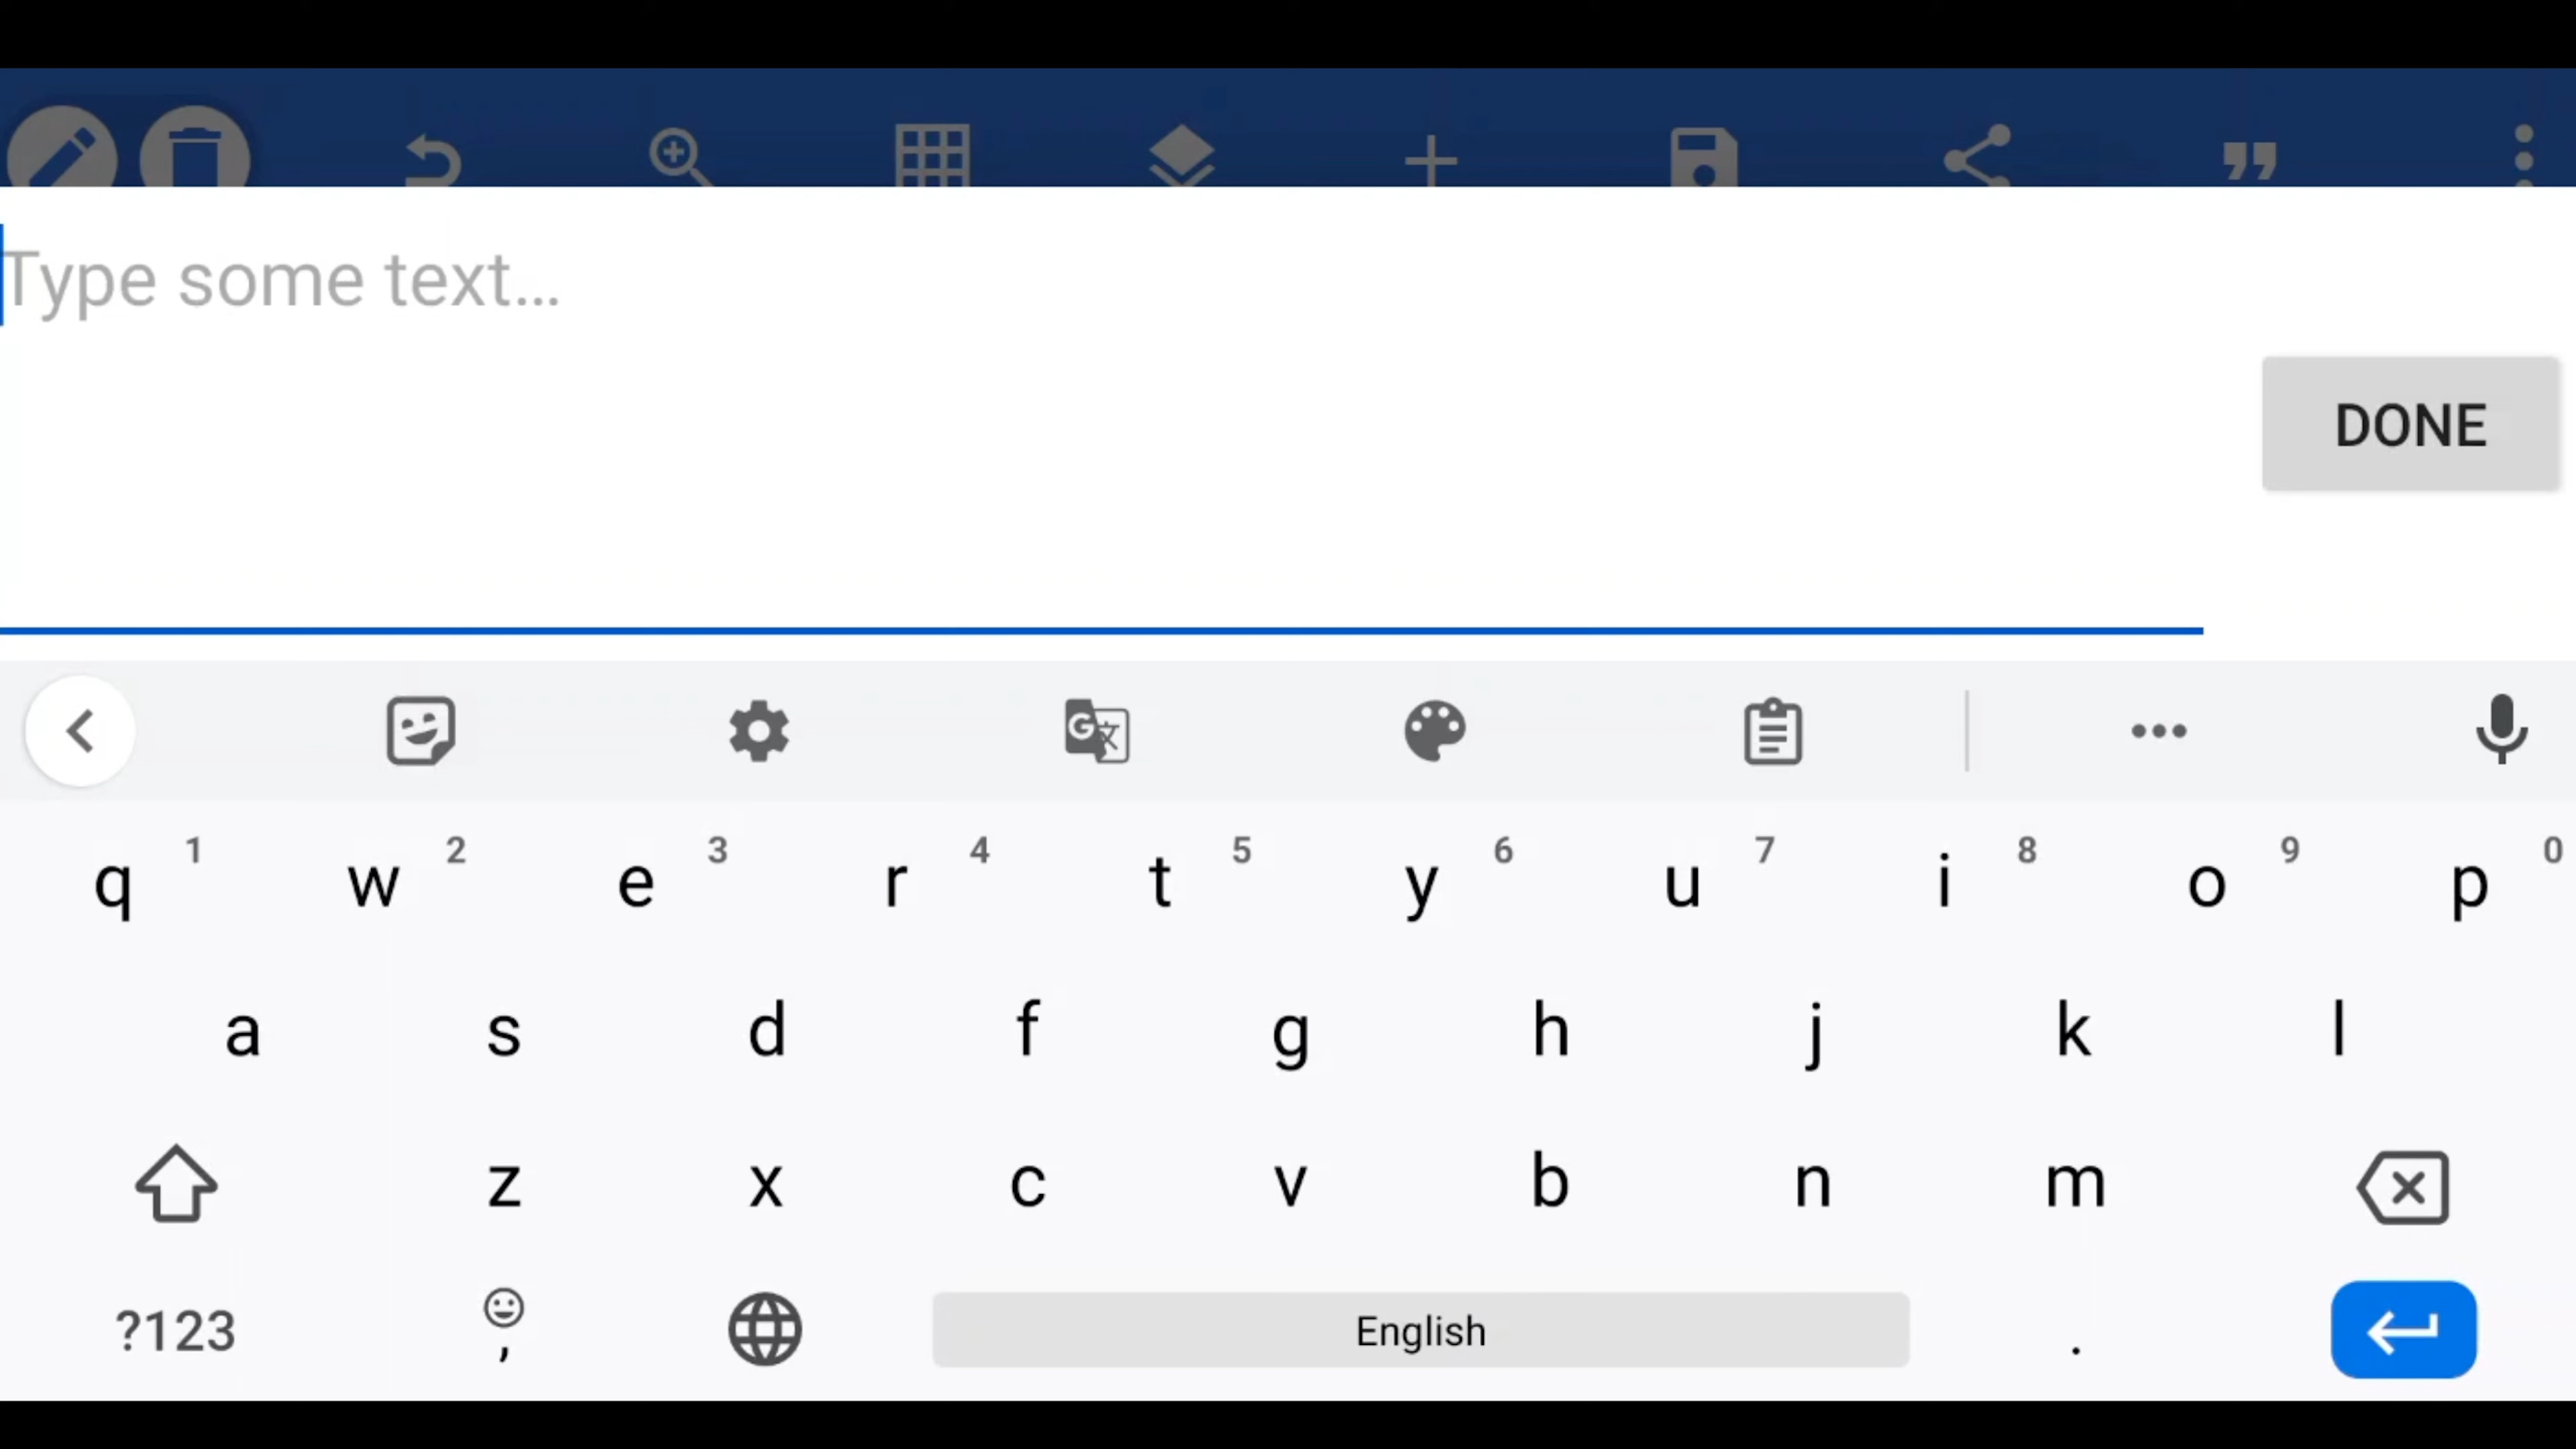 Type some text...
DONE
q 1 w 2 e 3 r 4 t 5 y 6 u 7 i 8 o 9 p 0
a s d f g h j k l
z x c v b n m
?123 , English .